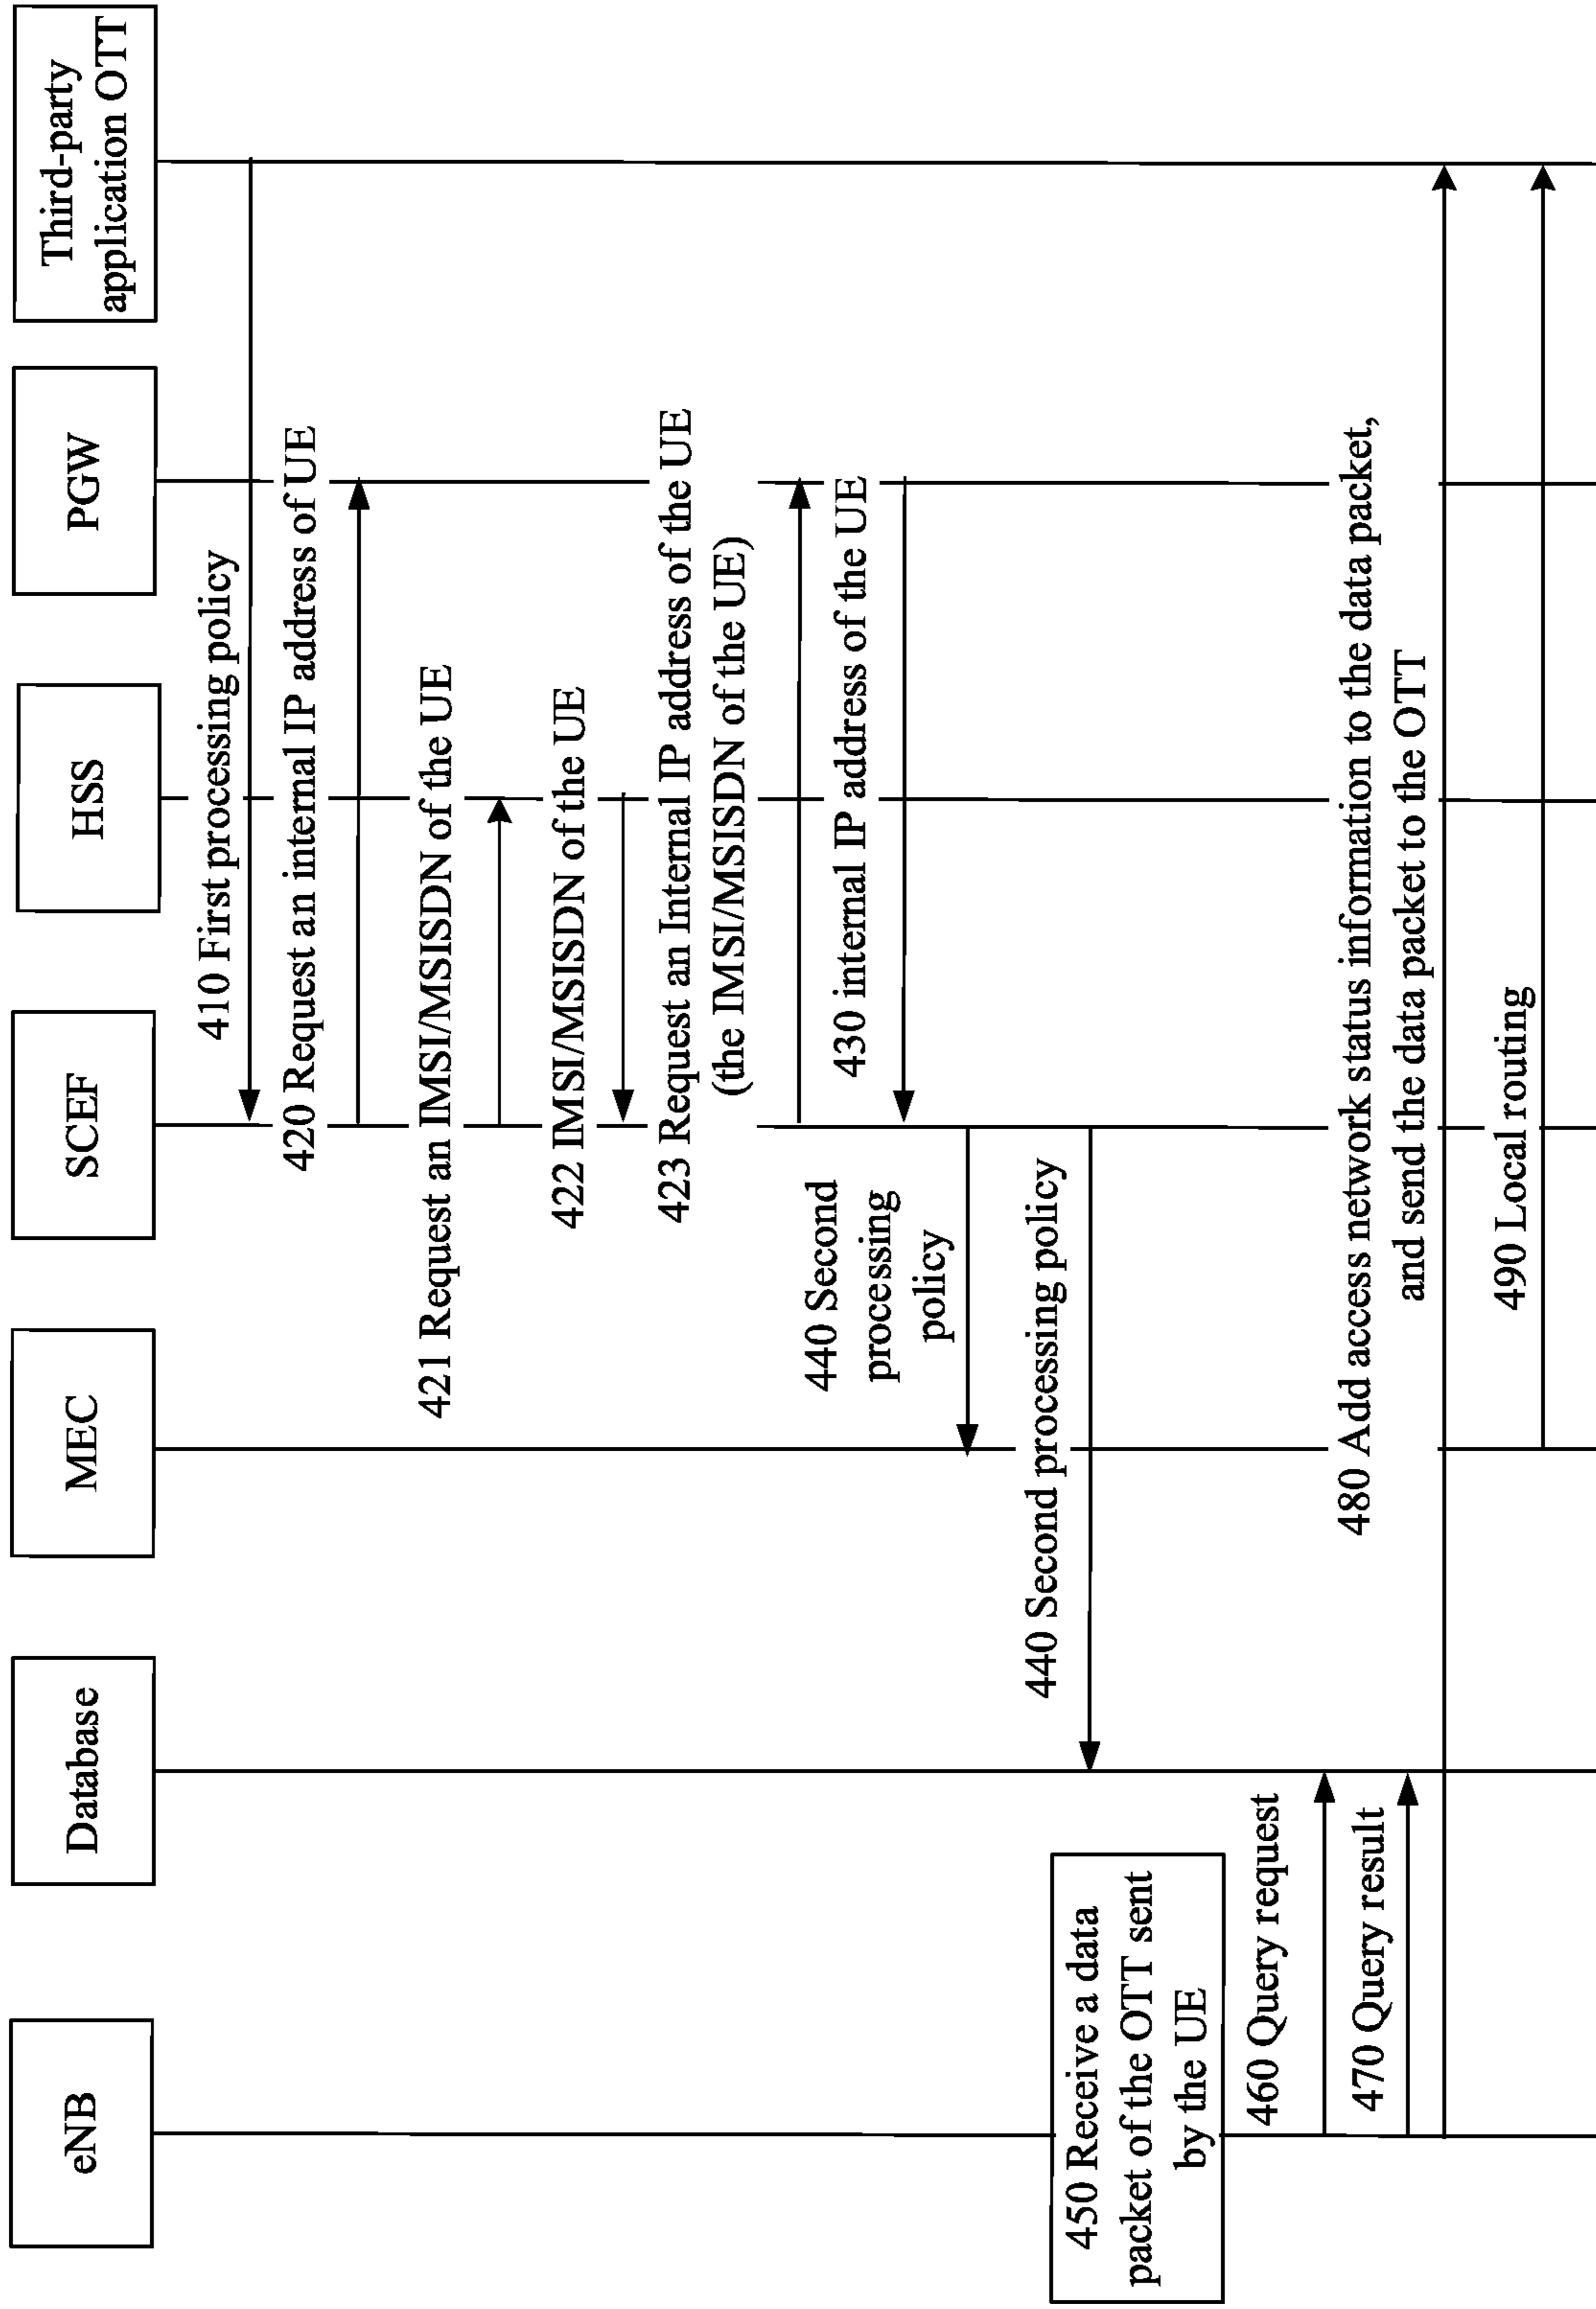 eNB
Database
MEC
SCEF
HSS
PGW
Third-party
application OTT
410 First processing policy
420 Request an internal IP address of UE
421 Request an IMSI/MSISDN of the UE
422 IMSI/MSISDN of the UE
423 Request an Internal IP address of the UE
(the IMSI/MSISDN of the UE)
430 internal IP address of the UE
440 Second
processing
policy
440 Second processing policy
450 Receive a data
packet of the OTT sent
by the UE
460 Query request
470 Query result
480 Add access network status information to the data packet,
and send the data packet to the OTT
490 Local routing